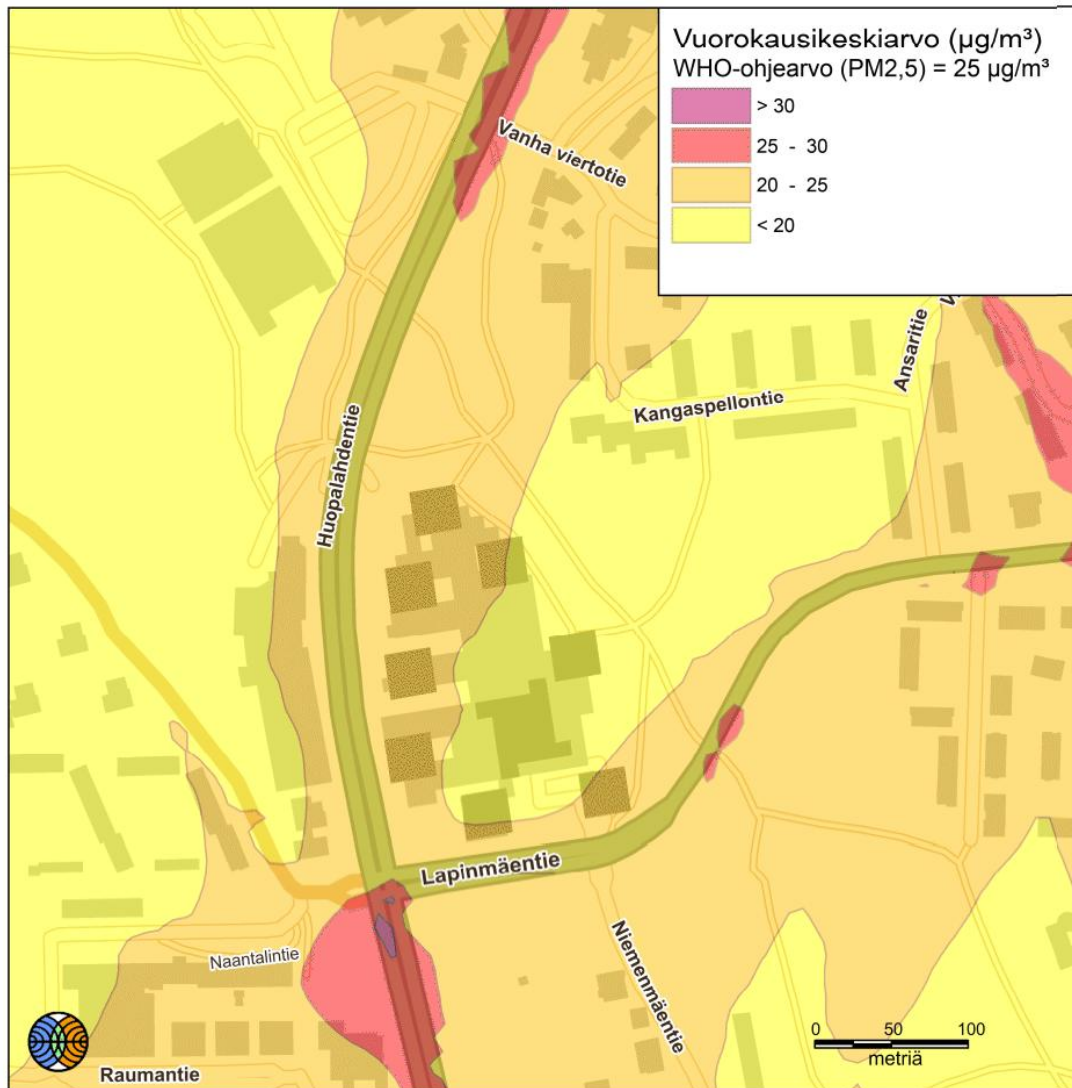 Vuorokausikeskiarvo (µg/m³)
WHO-ohjearvo (PM2,5) = 25 µg/m³
> 30
25 - 30
20 - 25
< 20
Vanha viertotie
Ansaritie
Kangaspellontie
Huopalahdentie
Lapinmäentie
Naantalintie
Niemenmäentie
Raumantie
0 50 100
metriä